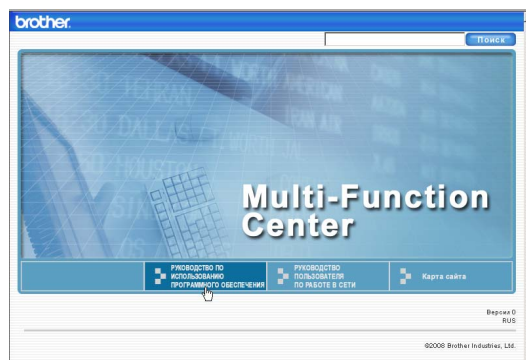 brother.
Поиск
Multi-Function
Center
РУКОВОДСТВО ПО
ИСПОЛЬЗОВАНИЮ
ПРОГРАММНОГО ОБЕСПЕЧЕНИЯ
РУКОВОДСТВО
ПОЛЬЗОВАТЕЛЯ
ПО РАБОТЕ В СЕТИ
Карта сайта
Версия 0
RUS
©2008 Brother Industries, Ltd.